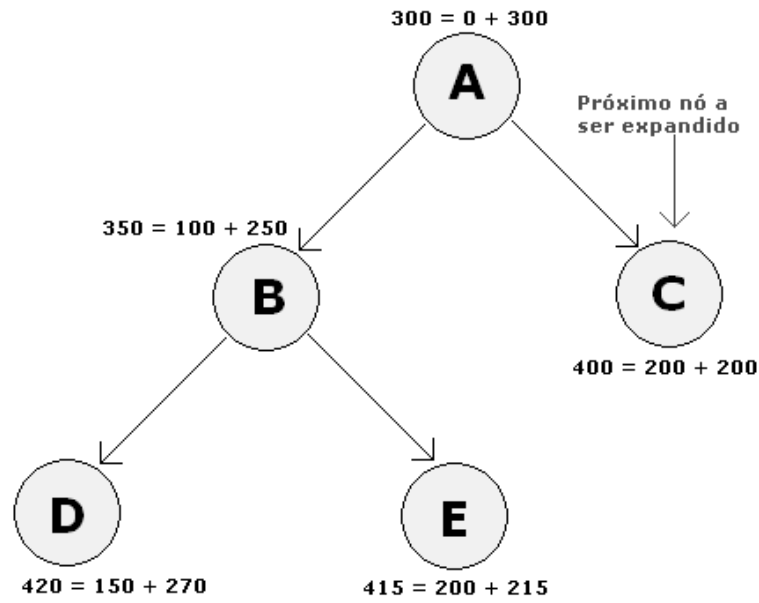 300 = 0 + 300
A
Próximo nó a
ser expandido
350 = 100 + 250
B
C
400 = 200 + 200
D
E
420 = 150 + 270
415 = 200 + 215